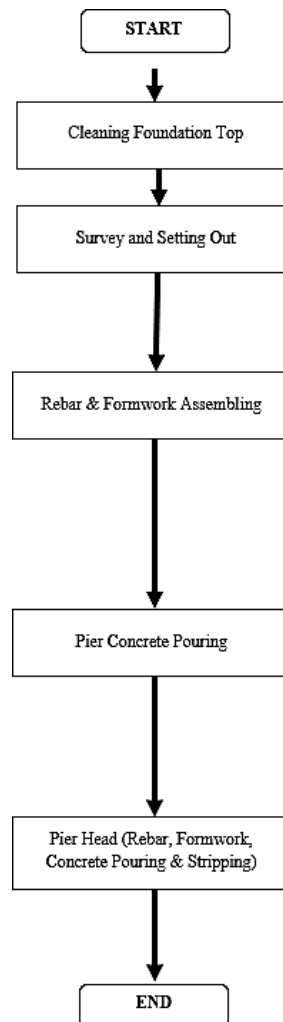 START
Cleaning Foundation Top
Survey and Setting Out
Rebar & Formwork Assembling
Pier Concrete Pouring
Pier Head (Rebar, Formwork,
Concrete Pouring & Stripping)
END